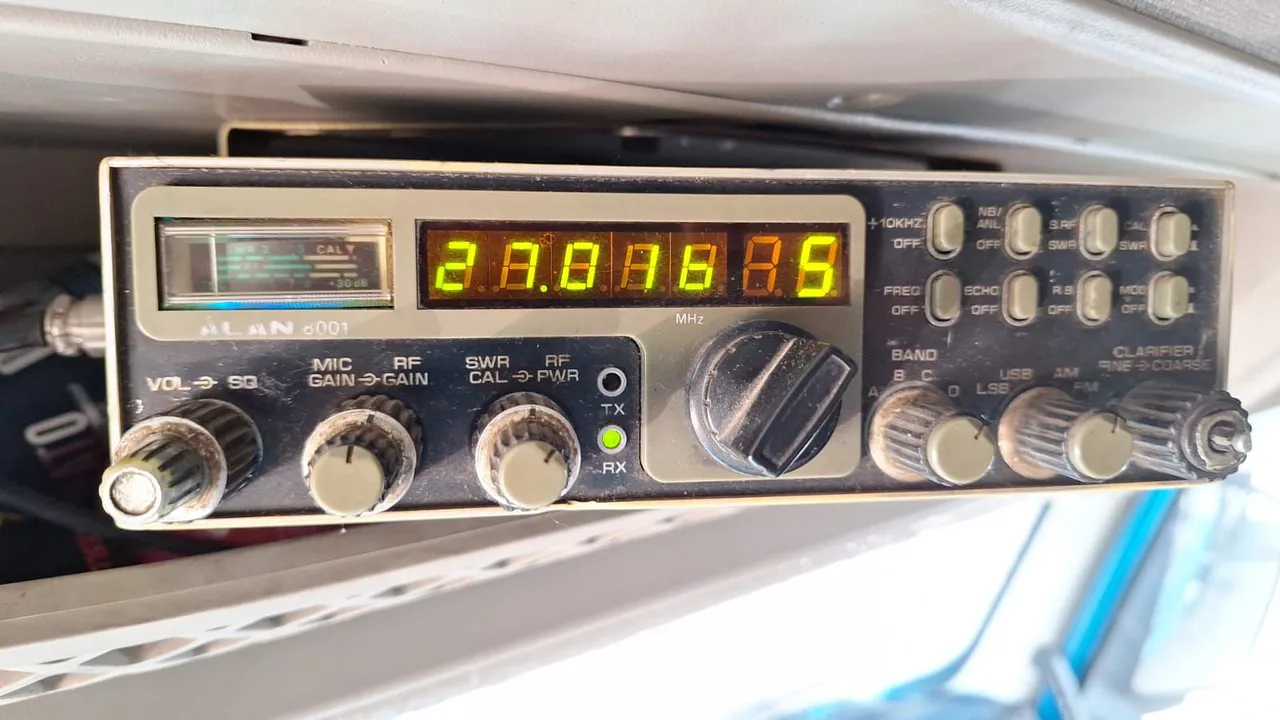 CAL
+30 dB
27.016 5
MHz
ALAN 8001
VOL SQ
MIC GAIN RF GAIN
SWR CAL RF PWR
TX
RX
+10KHZ OFF
NB/ANL OFF
S.RF SWR
CAL SWR
FREQ OFF
ECHO OFF
R.B OFF
MOD OFF
BAND
A B C D
LSB USB AM FM
CLARIFIER
FINE COARSE